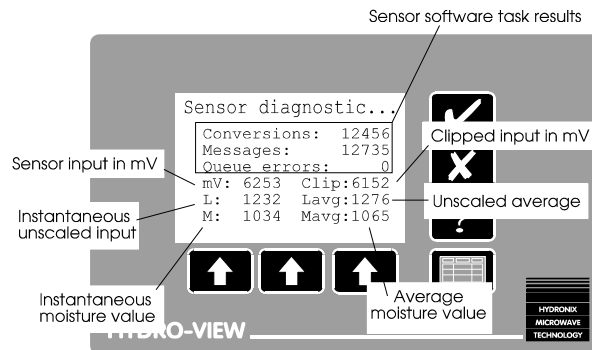 Sensor software task results
Sensor diagnostic...
Conversions: 12456
Messages: 12735
Queue errors: 0
mV: 6253 Clip:6152
L: 1232 Lavg:1276
M: 1034 Mavg:1065
Clipped input in mV
Sensor input in mV
Unscaled average
Instantaneous
unscaled input
?
Instantaneous
moisture value
Average
moisture value
HYDRO-VIEW
HYDRONIX
MICROWAVE
TECHNOLOGY